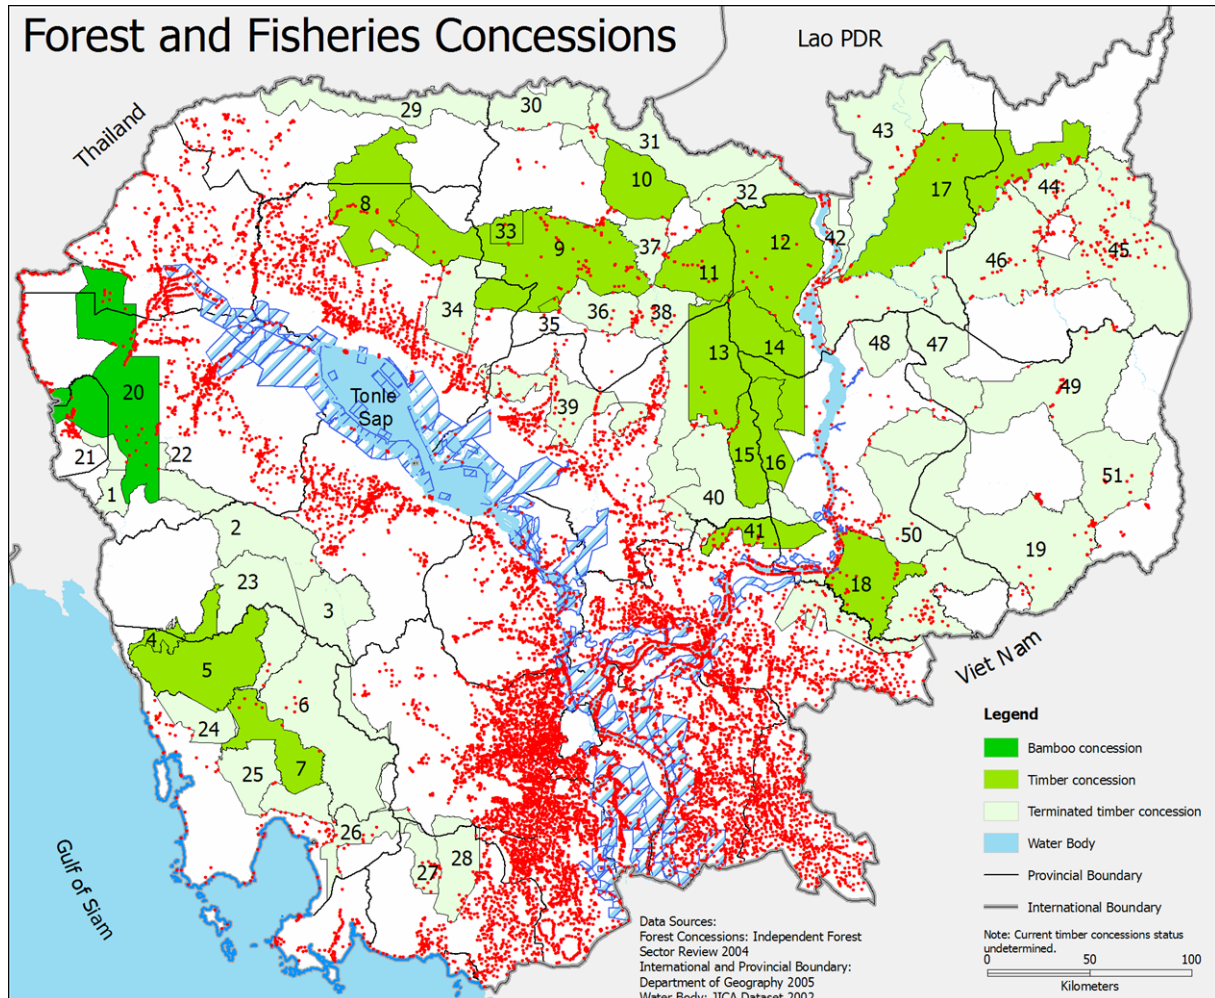 Forest and Fisheries Concessions
Lao PDR
Thailand
29
30
31
43
10
32
17
44
8
33
9
37
12
42
45
11
46
34
35
36
38
13
14
48
47
20
Tonle
Sap
39
49
21
22
15
16
51
1
40
2
41
50
19
23
3
18
4
5
6
24
Viet Nam
7
25
26
27
28
Gulf of Siam
Legend
Bamboo concession
Timber concession
Terminated timber concession
Water Body
Provincial Boundary
International Boundary
Note: Current timber concessions status
undetermined.
0 50 100
Kilometers
Data Sources:
Forest Concessions: Independent Forest
Sector Review 2004
International and Provincial Boundary:
Department of Geography 2005
Water Body: JICA Dataset 2002